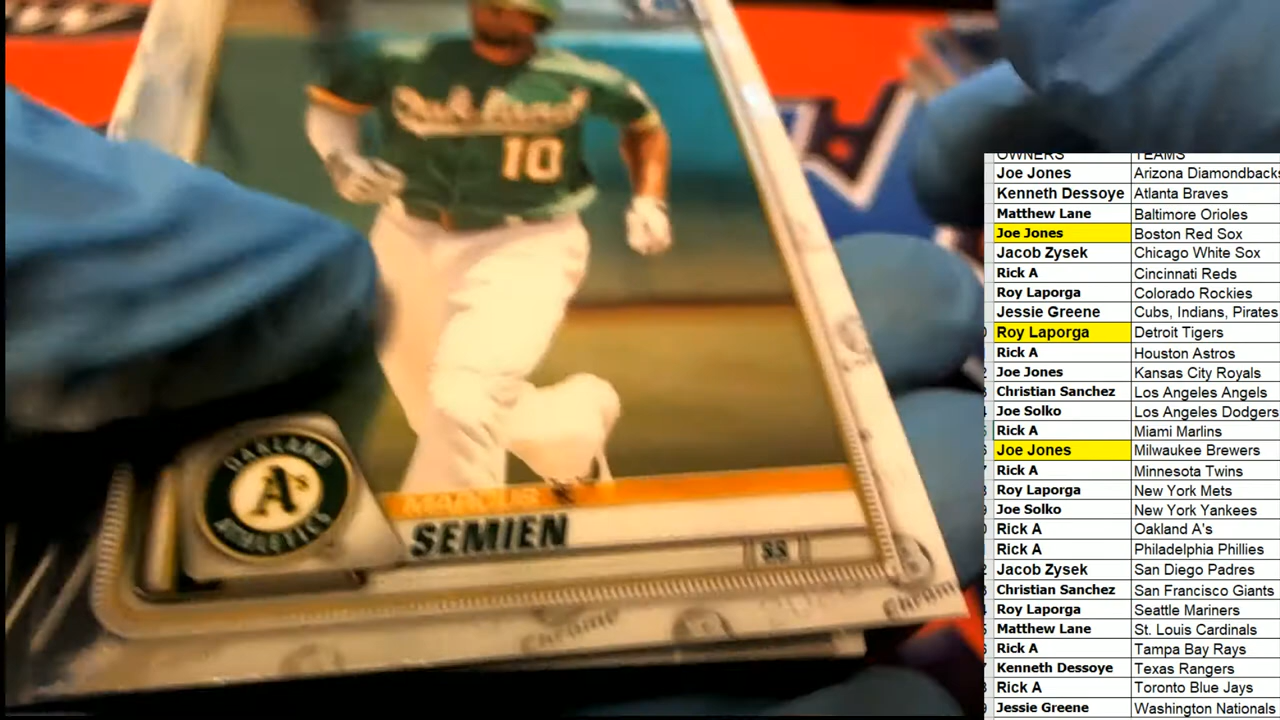 Oakland
10
OAKLAND
A's
ATHLETICS
MARCUS
SEMIEN
SS
Chrome
Chrome
OWNERS TEAMS
Joe Jones Arizona Diamondbacks
Kenneth Dessoye Atlanta Braves
Matthew Lane Baltimore Orioles
Joe Jones Boston Red Sox
Jacob Zysek Chicago White Sox
Rick A Cincinnati Reds
Roy Laporga Colorado Rockies
Jessie Greene Cubs, Indians, Pirates
Roy Laporga Detroit Tigers
Rick A Houston Astros
Joe Jones Kansas City Royals
Christian Sanchez Los Angeles Angels
Joe Solko Los Angeles Dodgers
Rick A Miami Marlins
Joe Jones Milwaukee Brewers
Rick A Minnesota Twins
Roy Laporga New York Mets
Joe Solko New York Yankees
Rick A Oakland A's
Rick A Philadelphia Phillies
Jacob Zysek San Diego Padres
Christian Sanchez San Francisco Giants
Roy Laporga Seattle Mariners
Matthew Lane St. Louis Cardinals
Rick A Tampa Bay Rays
Kenneth Dessoye Texas Rangers
Rick A Toronto Blue Jays
Jessie Greene Washington Nationals